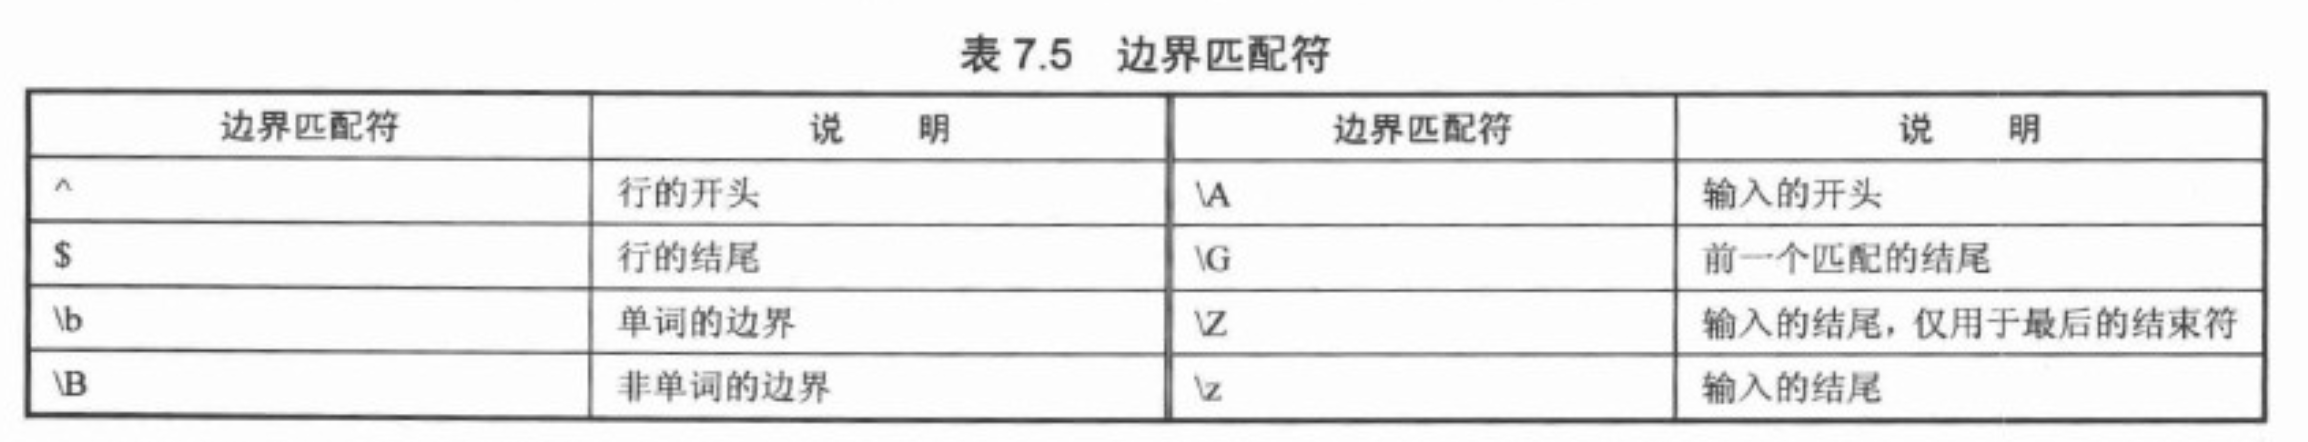 表 7.5 边界匹配符
边界匹配符 说 明 边界匹配符 说 明
^ 行的开头 \A 输入的开头
$ 行的结尾 \G 前一个匹配的结尾
\b 单词的边界 \Z 输入的结尾，仅用于最后的结束符
\B 非单词的边界 \z 输入的结尾